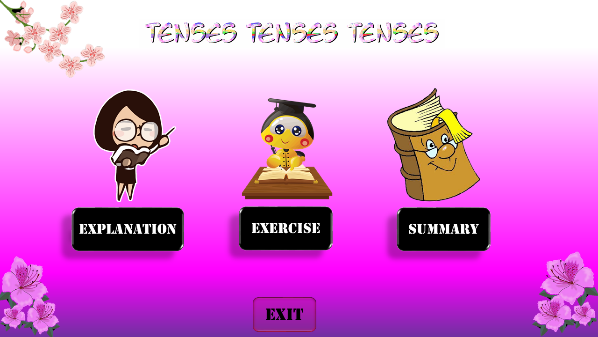 TENSES TENSES TENSES
EXPLANATION
EXERCISE
SUMMARY
EXIT